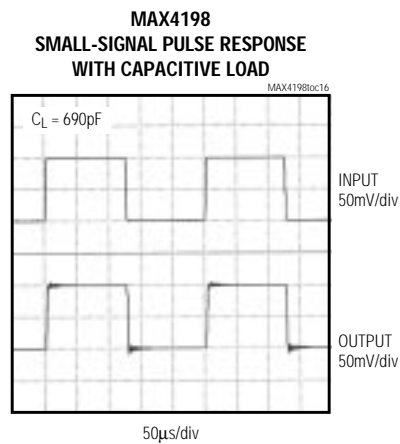 MAX4198
SMALL-SIGNAL PULSE RESPONSE
WITH CAPACITIVE LOAD
MAX4198toc16
CL = 690pF
INPUT
50mV/div
OUTPUT
50mV/div
50μs/div